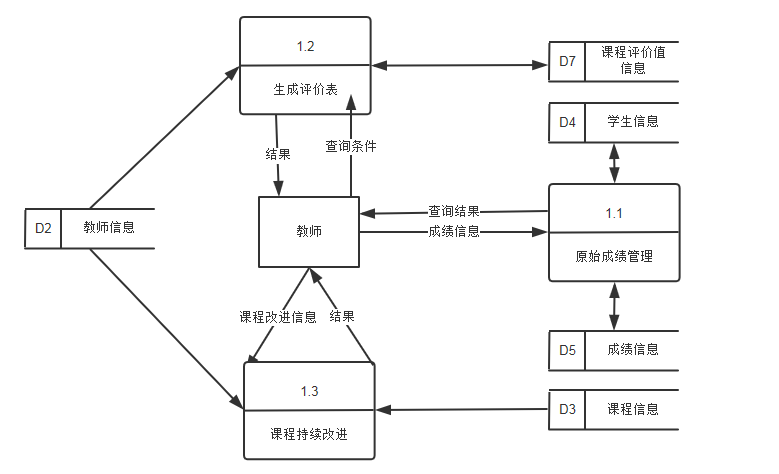 1.2
生成评价表
D7
课程评价值
信息
D4
学生信息
结果
查询条件
D2
教师信息
教师
查询结果
成绩信息
1.1
原始成绩管理
课程改进信息
结果
D5
成绩信息
1.3
课程持续改进
D3
课程信息